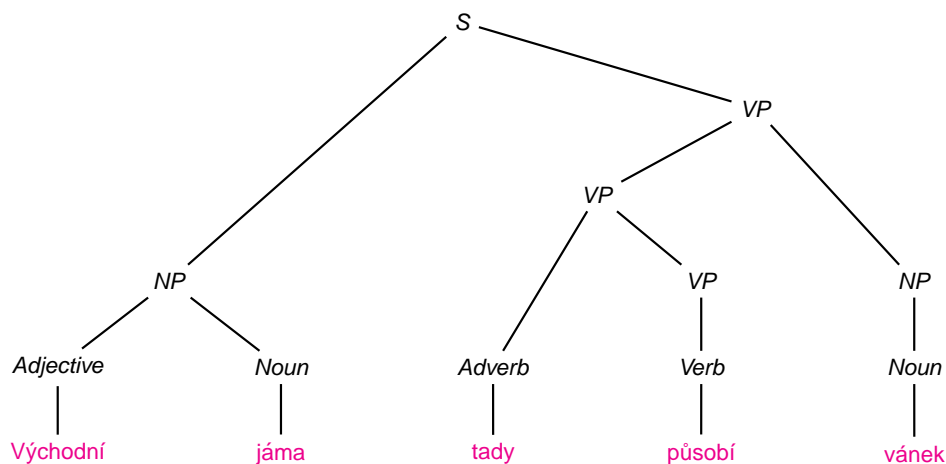 S
VP
VP
NP VP NP
Adjective Noun Adverb Verb Noun
Východní jáma tady působí vánek